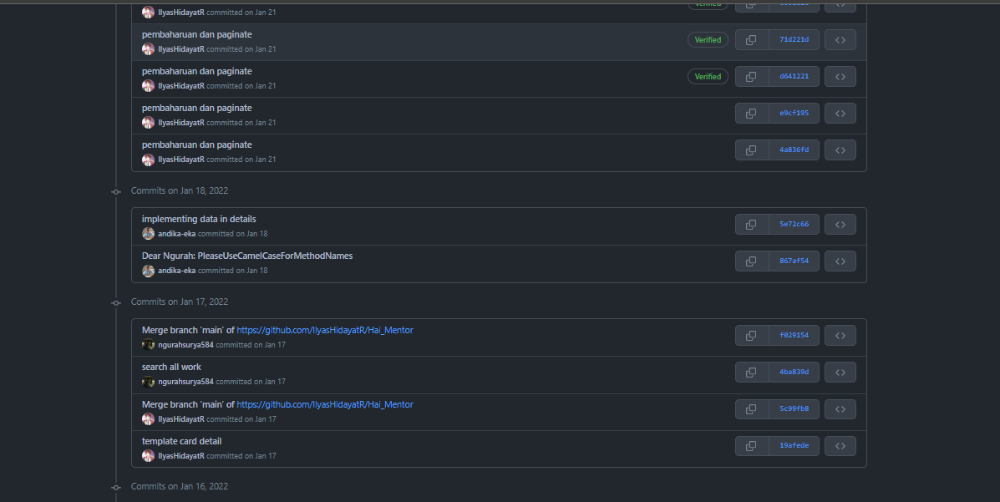 IlyasHidayatR committed on Jan 21
Verified
pembaharuan dan paginate
IlyasHidayatR committed on Jan 21
Verified
71d221d
pembaharuan dan paginate
IlyasHidayatR committed on Jan 21
Verified
d641221
pembaharuan dan paginate
IlyasHidayatR committed on Jan 21
e9cf195
pembaharuan dan paginate
IlyasHidayatR committed on Jan 21
4a836fd
Commits on Jan 18, 2022
implementing data in details
andika-eka committed on Jan 18
5e72c66
Dear Ngurah: PleaseUseCamelCaseForMethodNames
andika-eka committed on Jan 18
867af54
Commits on Jan 17, 2022
Merge branch 'main' of https://github.com/IlyasHidayatR/Hai_Mentor
ngurahsurya584 committed on Jan 17
f029154
search all work
ngurahsurya584 committed on Jan 17
4ba839d
Merge branch 'main' of https://github.com/IlyasHidayatR/Hai_Mentor
IlyasHidayatR committed on Jan 17
5c99fb8
template card detail
IlyasHidayatR committed on Jan 17
19afede
Commits on Jan 16, 2022